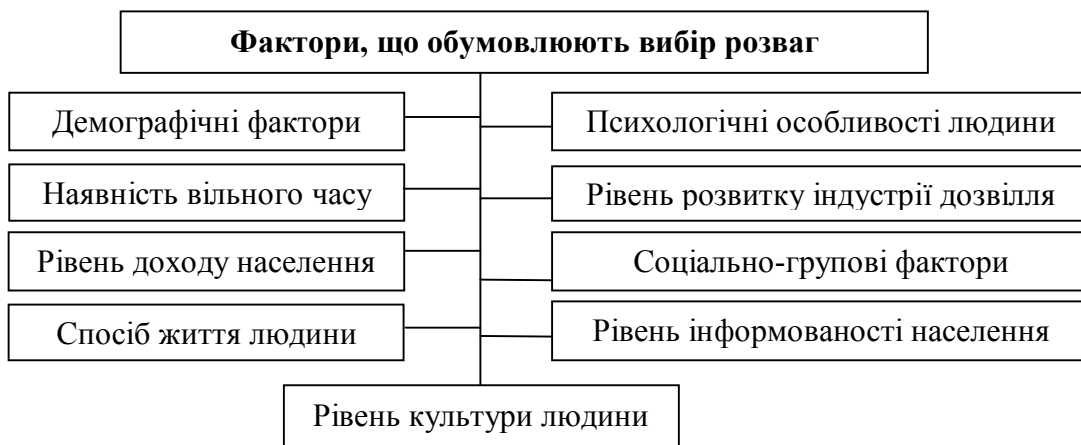 Фактори, що обумовлюють вибір розваг
Демографічні фактори
Психологічні особливості людини
Наявність вільного часу
Рівень розвитку індустрії дозвілля
Рівень доходу населення
Соціально-групові фактори
Спосіб життя людини
Рівень інформованості населення
Рівень культури людини